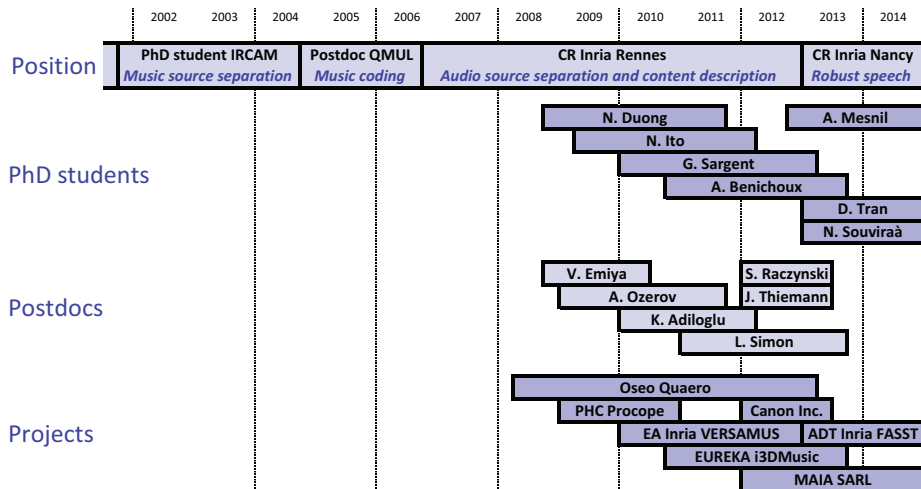 2002 2003 2004 2005 2006 2007 2008 2009 2010 2011 2012 2013 2014
Position
PhD student IRCAM
Music source separation
Postdoc QMUL
Music coding
CR Inria Rennes
Audio source separation and content description
CR Inria Nancy
Robust speech
PhD students
N. Duong
A. Mesnil
N. Ito
G. Sargent
A. Benichoux
D. Tran
N. Souviraà
Postdocs
V. Emiya
S. Raczynski
A. Ozerov
J. Thiemann
K. Adiloglu
L. Simon
Projects
Oseo Quaero
PHC Procope
Canon Inc.
EA Inria VERSAMUS
ADT Inria FASST
EUREKA i3DMusic
MAIA SARL